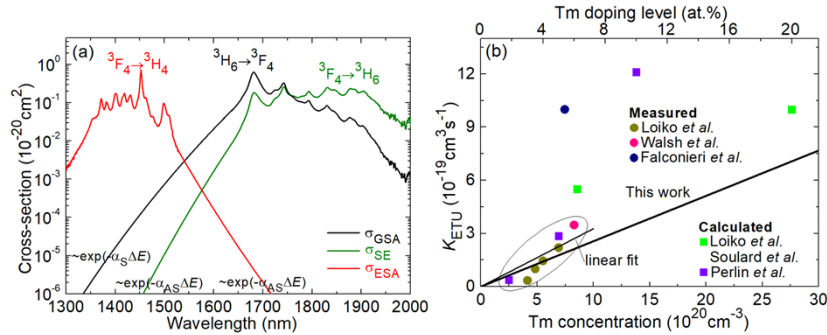 (a)
³F₄→³H₄
³H₆→³F₄
³F₄→³H₆
Cross-section (10⁻²⁰cm²)
10⁰
10⁻¹
10⁻²
10⁻³
10⁻⁴
10⁻⁵
10⁻⁶
~exp(-α_SΔE)
~exp(-α_ASΔE)
~exp(-α_ASΔE)
σ_GSA
σ_SE
σ_ESA
1300 1400 1500 1600 1700 1800 1900 2000
Wavelength (nm)
Tm doping level (at.%)
0 5 10 15 20
(b)
K_ETU (10⁻¹⁹cm³s⁻¹)
12
9
6
3
0
Measured
Loiko et al.
Walsh et al.
Falconieri et al.
This work
linear fit
Calculated
Loiko et al.
Soulard et al.
Perlin et al.
0 5 10 15 20 25 30
Tm concentration (10²⁰cm⁻³)